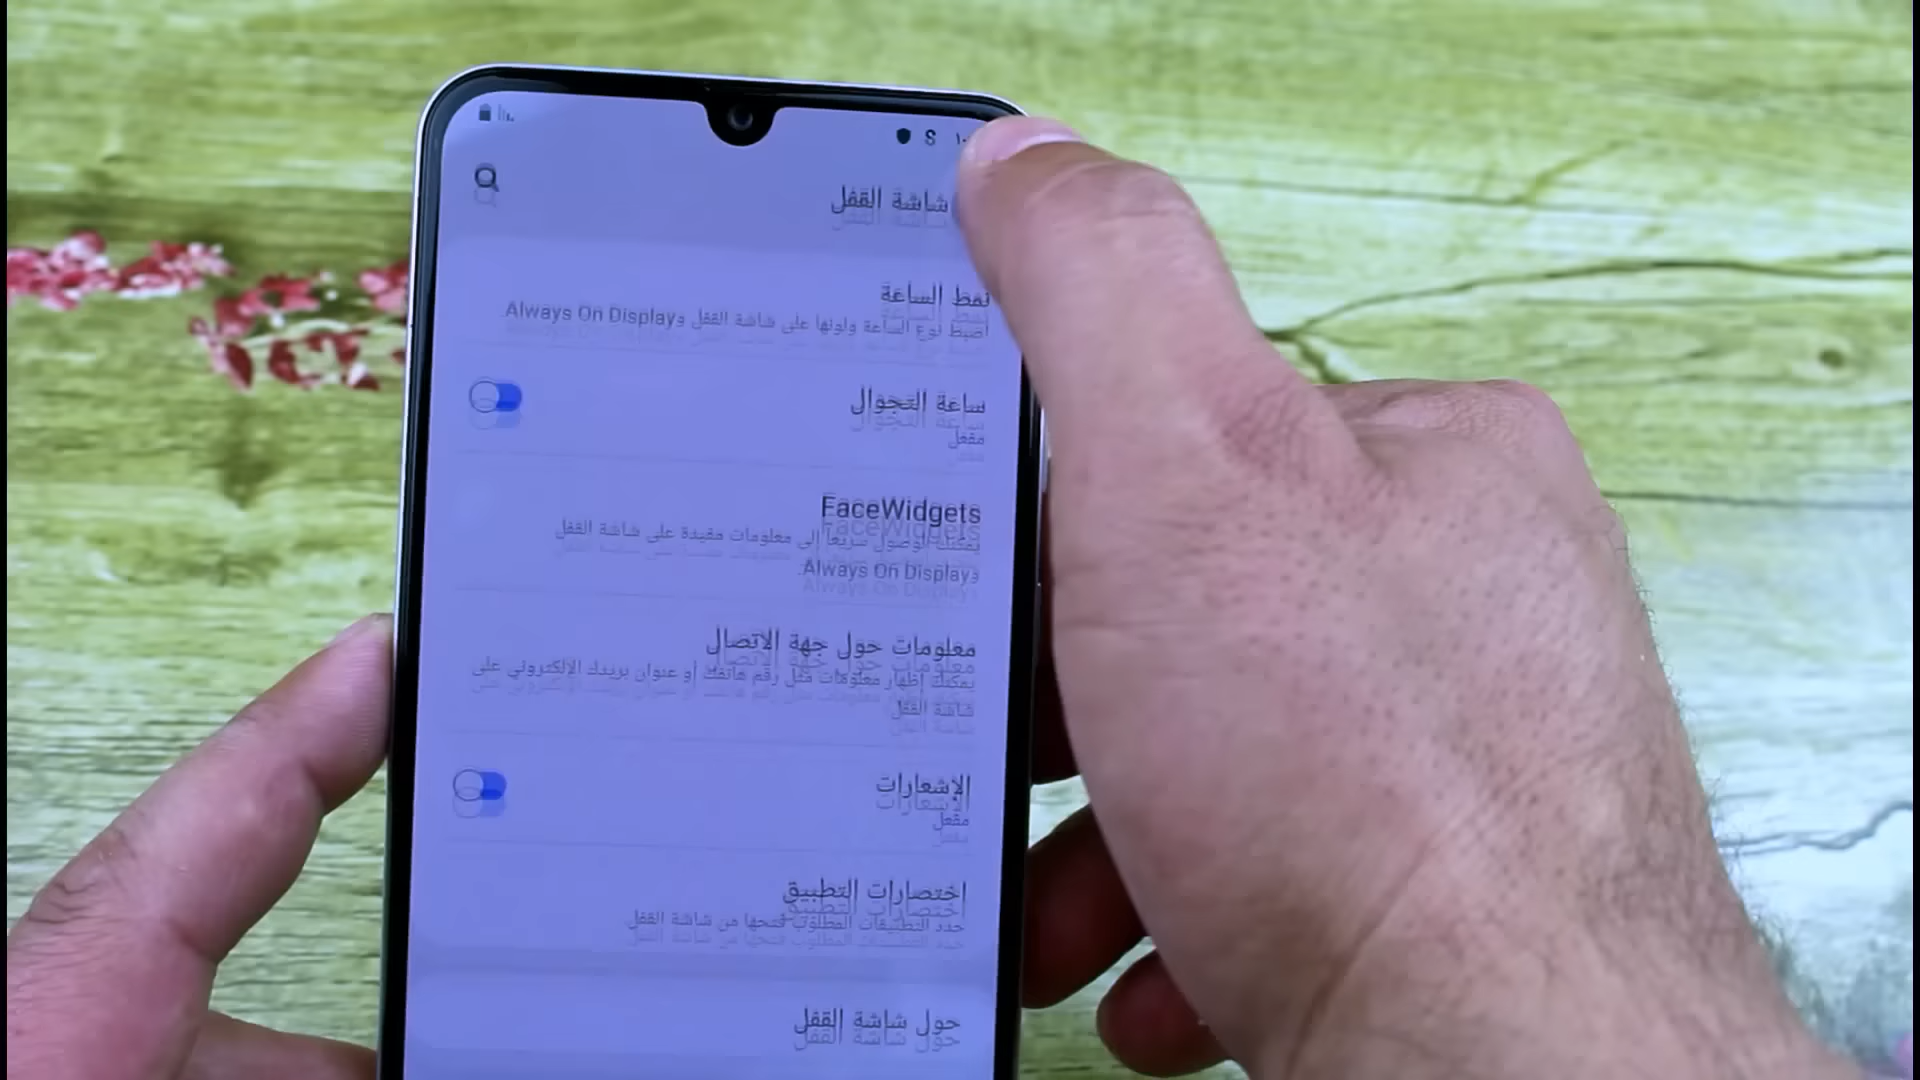 شاشة القفل
نمط الساعة
اضبط نوع الساعة ولونها على شاشة القفل وAlways On Display
ساعة التجوال
مفعل
FaceWidgets
يمكنك الوصول سريعاً إلى معلومات مفيدة على شاشة القفل
وAlways On Display.
معلومات حول جهة الاتصال
يمكنك إظهار معلومات مثل رقم هاتفك أو عنوان بريدك الإلكتروني على
شاشة القفل.
الإشعارات
مفعل
اختصارات التطبيق
حدد التطبيقات المطلوب فتحها من شاشة القفل.
حول شاشة القفل